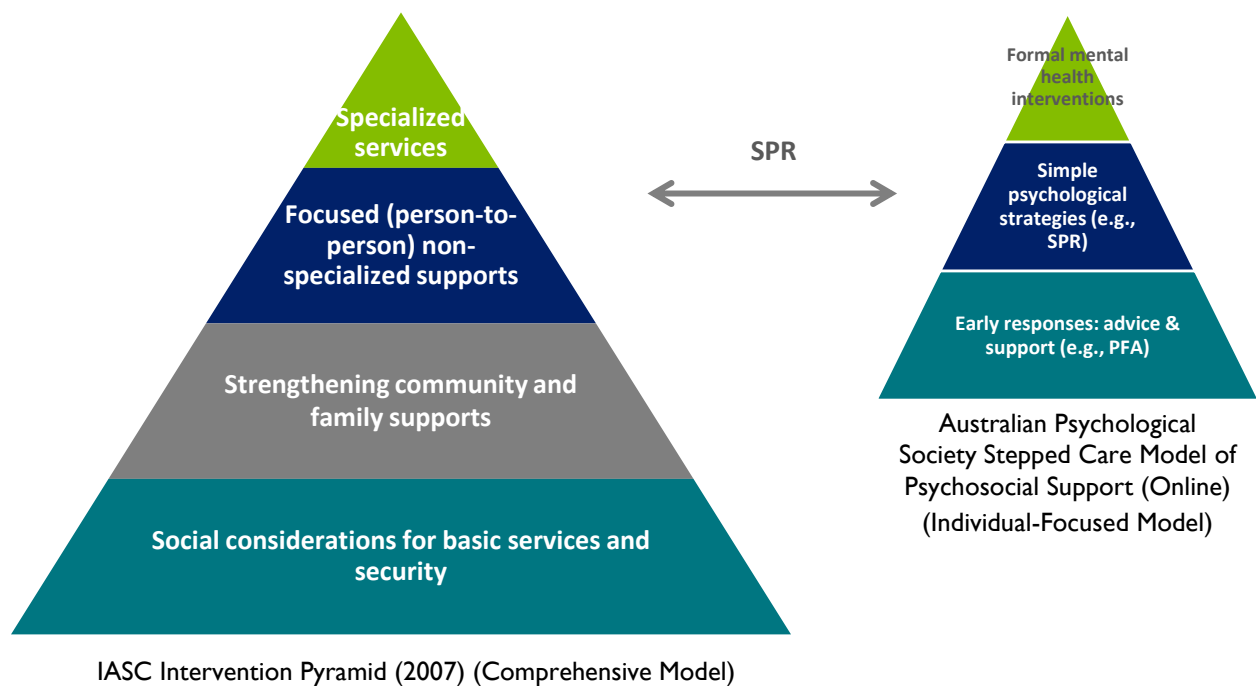 Specialized
services
Focused (person-to-
person) non-
specialized supports
Strengthening community and
family supports
Social considerations for basic services and
security
IASC Intervention Pyramid (2007) (Comprehensive Model)
SPR
Formal mental
health
interventions
Simple
psychological
strategies (e.g.,
SPR)
Early responses: advice &
support (e.g., PFA)
Australian Psychological
Society Stepped Care Model of
Psychosocial Support (Online)
(Individual-Focused Model)